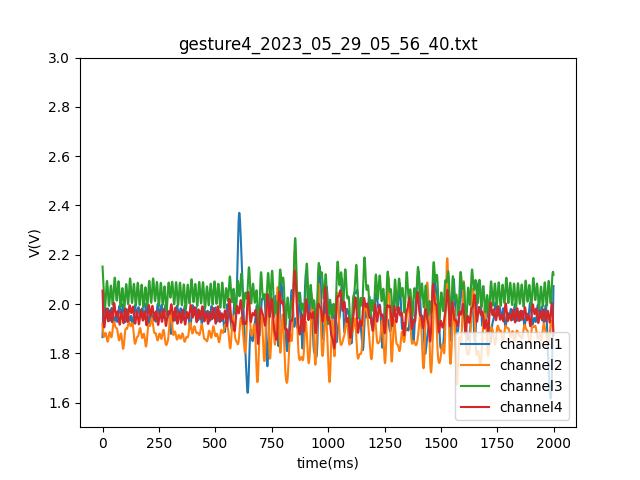 gesture4_2023_05_29_05_56_40.txt
3.0
2.8
2.6
2.4
2.2
2.0
1.8
1.6
V(V)
channel1
channel2
channel3
channel4
0 250 500 750 1000 1250 1500 1750 2000
time(ms)